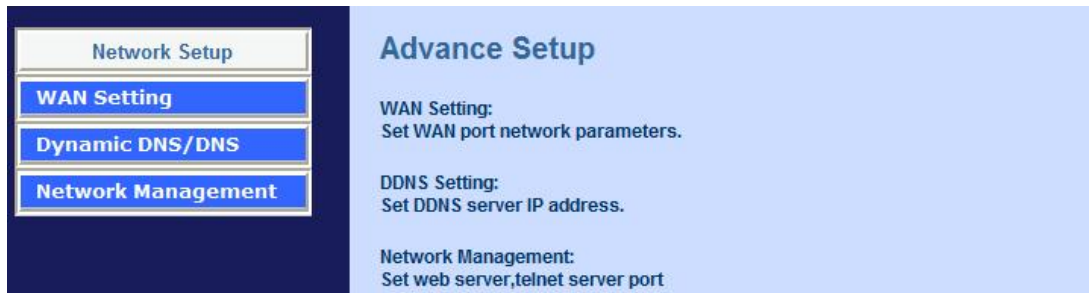 Network Setup
WAN Setting
Dynamic DNS/DNS
Network Management
Advance Setup
WAN Setting:
Set WAN port network parameters.
DDNS Setting:
Set DDNS server IP address.
Network Management:
Set web server,telnet server port